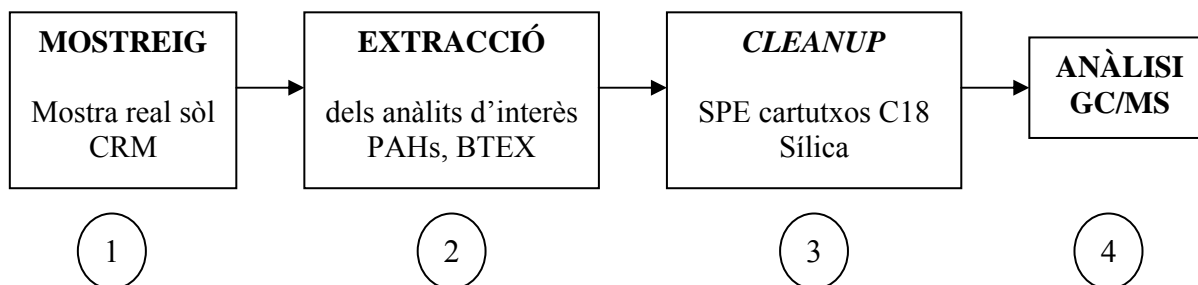 MOSTREIG
Mostra real sòl
CRM
EXTRACCIÓ
dels anàlits d’interès
PAHs, BTEX
CLEANUP
SPE cartutxos C18
Sílica
ANÀLISI
GC/MS
1
2
3
4